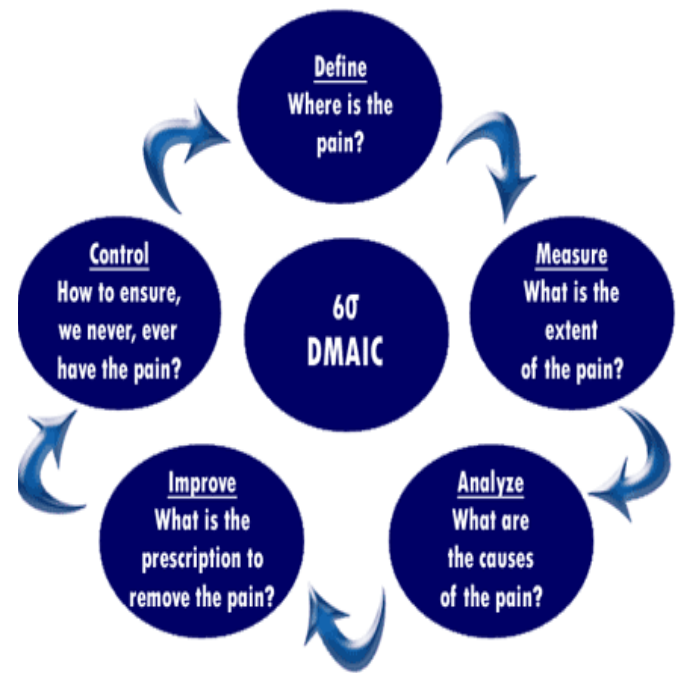 Define
Where is the
pain?
Measure
What is the
extent
of the pain?
Analyze
What are
the causes
of the pain?
Improve
What is the
prescription to
remove the pain?
Control
How to ensure,
we never, ever
have the pain?
6σ
DMAIC